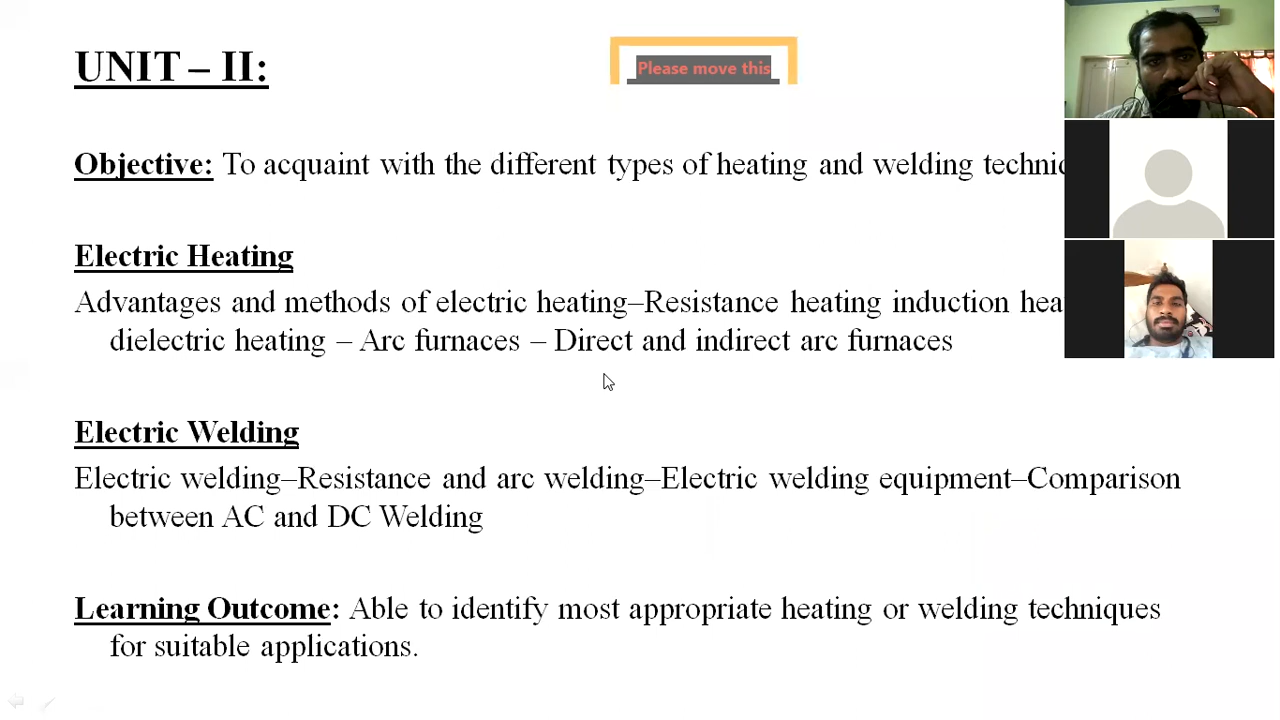 UNIT – II:
Please move this
Objective: To acquaint with the different types of heating and welding
Electric Heating
Advantages and methods of electric heating–Resistance heating induction
dielectric heating – Arc furnaces – Direct and indirect arc furnaces
Electric Welding
Electric welding–Resistance and arc welding–Electric welding equipment–Comparison
between AC and DC Welding
Learning Outcome: Able to identify most appropriate heating or welding techniques
for suitable applications.